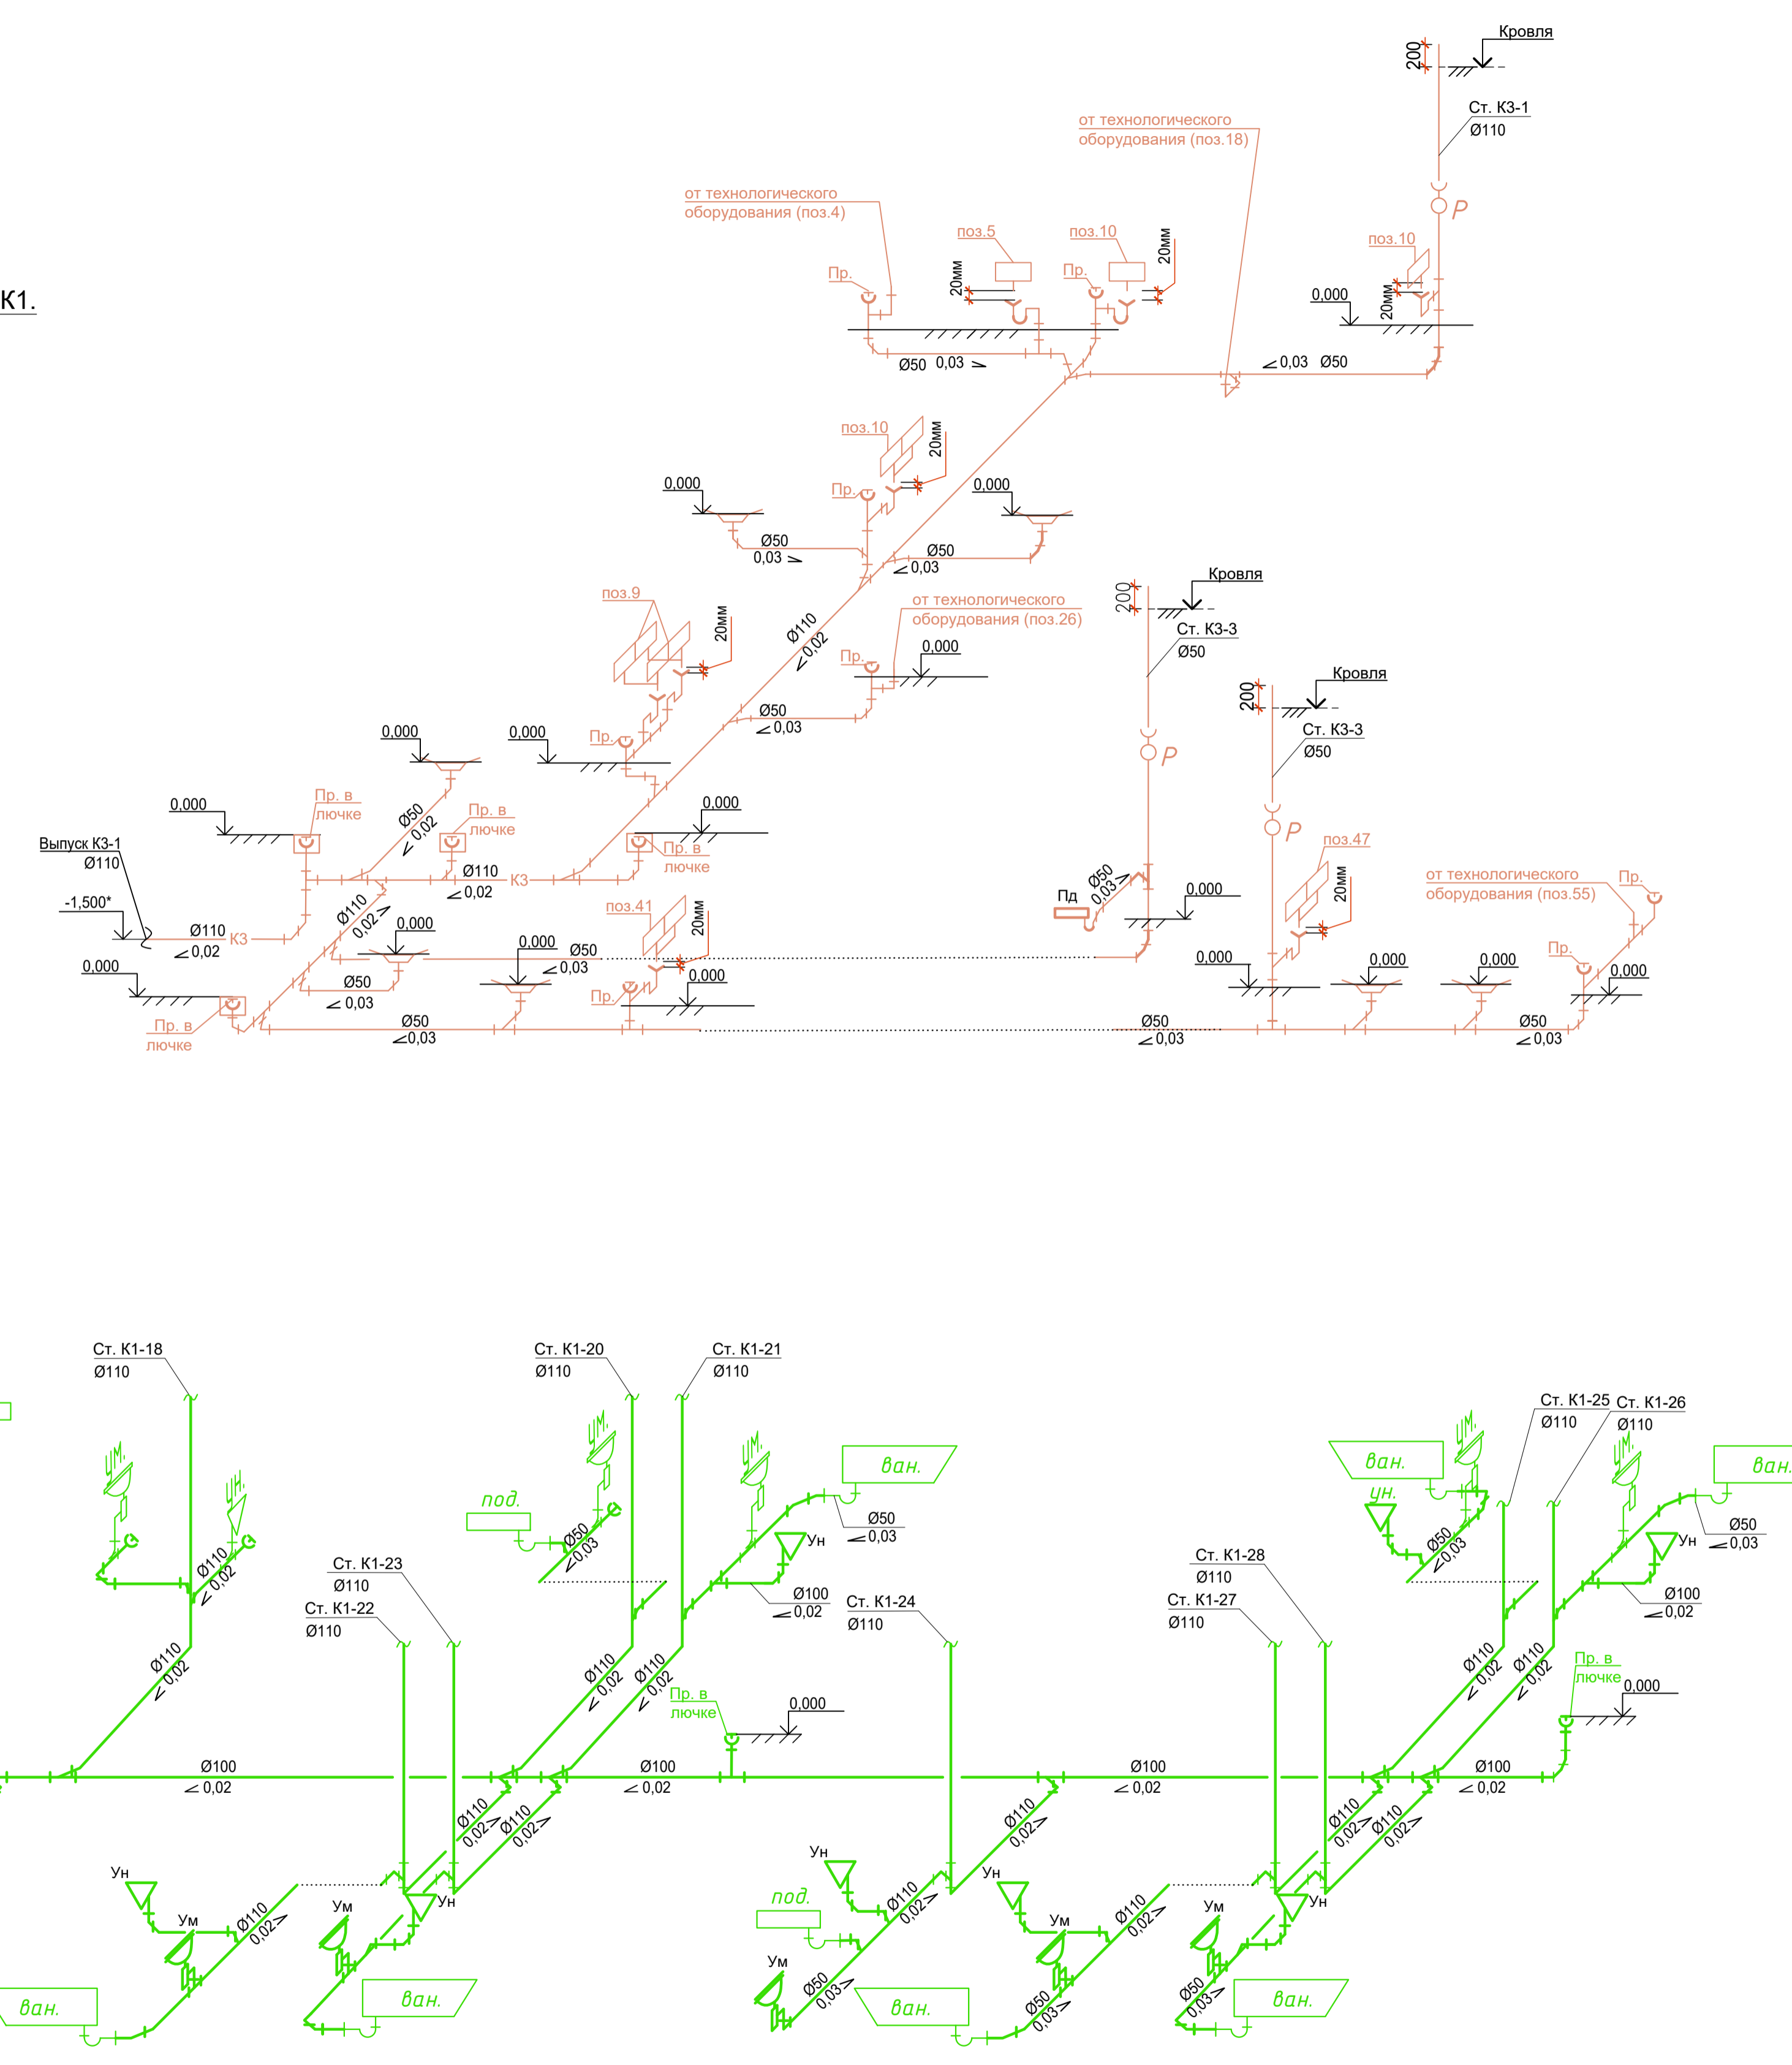 К1.
Кровля
200
Ст. К3-1
Ø110
от технологического
оборудования (поз.18)
от технологического
оборудования (поз.4)
Р
поз.5
поз.10
поз.10
20мм
20мм
20мм
Пр.
Пр.
0,000
Ø50 0,03
0,03 Ø50
поз.10
20мм
0,000
Пр.
0,000
Ø50
0,03
Ø50
0,03
Кровля
200
поз.9
от технологического
оборудования (поз.26)
20мм
Ø110
0,02
Ст. К3-3
Ø50
0,000
Пр.
Кровля
200
Ø50
0,03
Ст. К3-3
Ø50
0,000
0,000
Пр.
Р
0,000
Пр. в
лючке
Ø50
0,02
Пр. в
лючке
0,000
Пр. в
лючке
Р
поз.47
Выпуск К3-1
Ø110
Ø110
К3
0,02
Ø50
0,03
20мм
от технологического
оборудования (поз.55)
Пр.
-1,500*
Ø110
К3
0,02
Ø110
0,02
поз.41
20мм
Пд
0,000
0,000
0,000
Ø50
0,03
0,000
0,000
0,000
Пр.
0,000
0,000
Ø50
0,03
Пр.
0,000
Пр. в
лючке
Ø50
0,03
Ø50
0,03
Ø50
0,03
Ст. К1-18
Ø110
Ст. К1-20
Ø110
Ст. К1-21
Ø110
Ст. К1-25
Ø110
Ст. К1-26
Ø110
ум.
ун.
ум.
ум.
ван.
ван.
ум.
ум.
ван.
под.
ун.
Ø50
0,03
Ø50
0,03
Ун
Ø50
0,03
Ун
Ø50
0,03
Ø110
0,02
Ст. К1-23
Ø110
Ст. К1-22
Ø110
Ø100
0,02
Ст. К1-24
Ø110
Ст. К1-28
Ø110
Ст. К1-27
Ø110
Ø100
0,02
Ø110
0,02
Ø110
0,02
Ø110
0,02
Пр. в
лючке
0,000
Ø110
0,02
Ø110
0,02
Пр. в
лючке
0,000
Ø100
0,02
Ø100
0,02
Ø100
0,02
Ø100
0,02
Ø110
0,02
Ø110
0,02
Ø110
0,02
Ø110
0,02
Ø110
0,02
Ун
Ум
Ø110
0,02
Ум
Ун
Ун
под.
Ø110
0,02
Ун
Ум
Ø110
0,02
Ум
Ун
Ум
Ø50
0,03
Ø50
0,03
Ø50
0,03
ван.
ван.
ван.
ван.